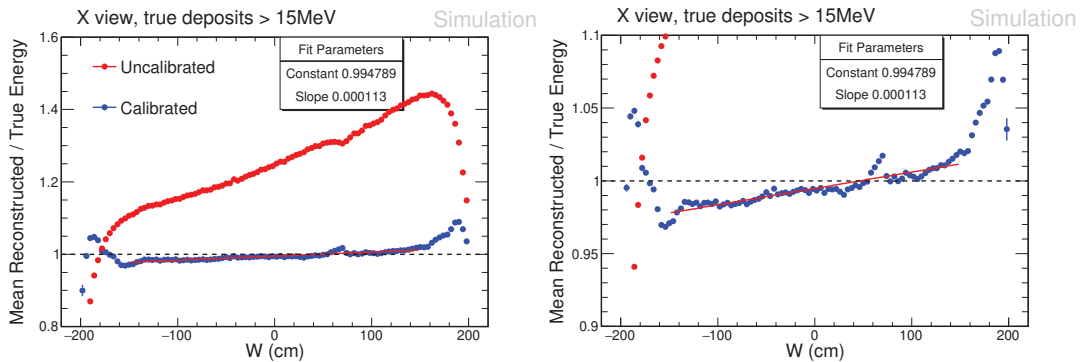 X view, true deposits > 15MeV
Simulation
Mean Reconstructed / True Energy
1.6
1.4
1.2
1
0.8
Fit Parameters
Constant 0.994789
Slope 0.000113
Uncalibrated
Calibrated
−200 −100 0 100 200
W (cm)
X view, true deposits > 15MeV
Simulation
Mean Reconstructed / True Energy
1.1
1.05
1
0.95
0.9
Fit Parameters
Constant 0.994789
Slope 0.000113
−200 −100 0 100 200
W (cm)